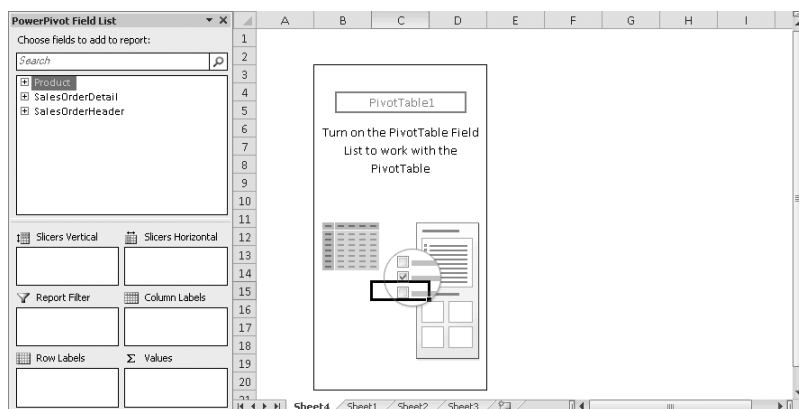 PowerPivot Field List
Choose fields to add to report:
Search
Product
SalesOrderDetail
SalesOrderHeader
Slicers Vertical
Slicers Horizontal
Report Filter
Column Labels
Row Labels
Σ Values
A B C D E F G H I
1
2
3
4
5
6
7
8
9
10
11
12
13
14
15
16
17
18
19
20
21
PivotTable1
Turn on the PivotTable Field
List to work with the
PivotTable
Sheet4 Sheet1 Sheet2 Sheet3